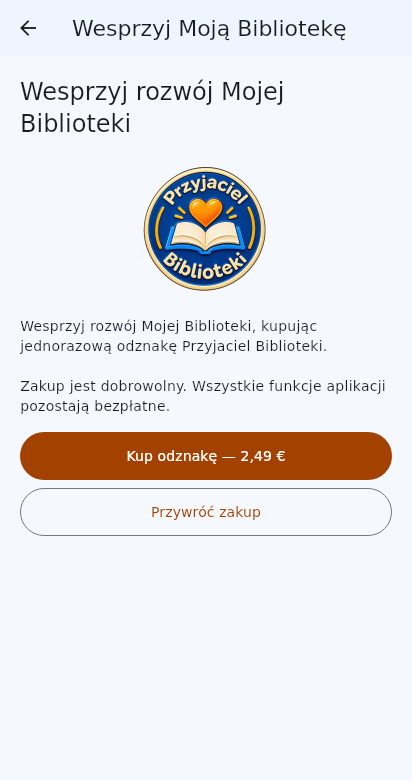 Wesprzyj Moją Bibliotekę
Wesprzyj rozwój Mojej
Biblioteki
Przyjaciel
Biblioteki
Wesprzyj rozwój Mojej Biblioteki, kupując
jednorazową odznakę Przyjaciel Biblioteki.
Zakup jest dobrowolny. Wszystkie funkcje aplikacji
pozostają bezpłatne.
Kup odznakę — 2,49 €
Przywróć zakup